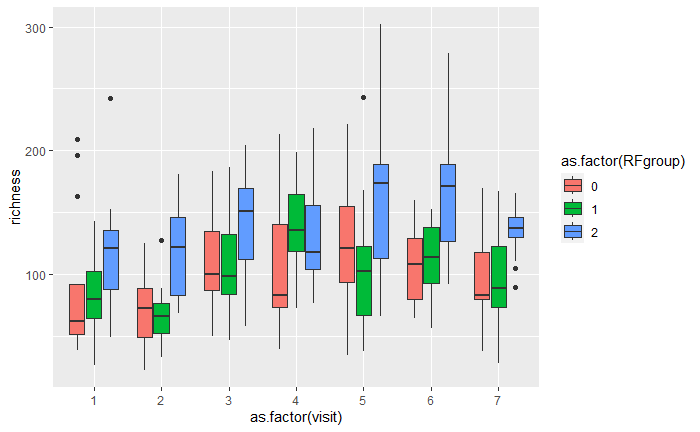 300
200
100
richness
1 2 3 4 5 6 7
as.factor(visit)
as.factor(RFgroup)
0
1
2